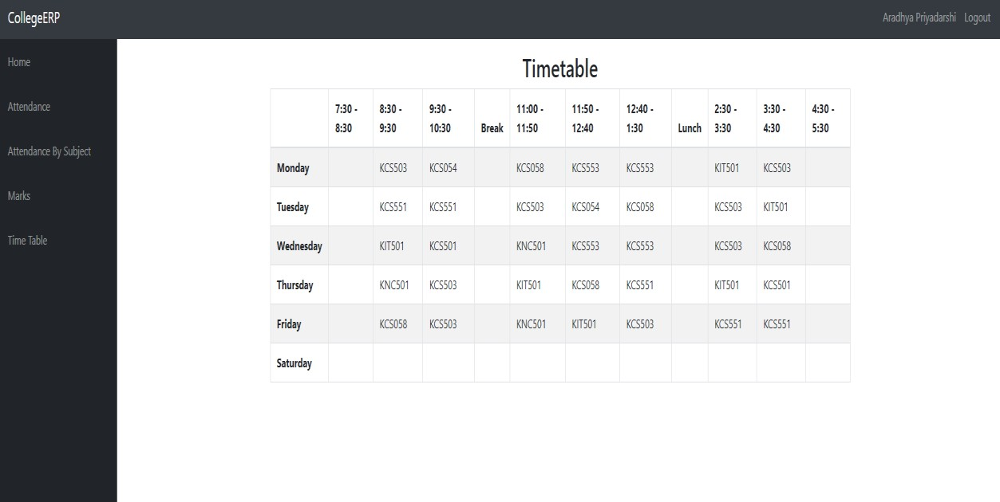 CollegeERP Aradhya Priyadarshi Logout
Home
Attendance
Attendance By Subject
Marks
Time Table
Timetable
7:30 - 8:30 - 9:30 - 11:00 - 11:50 - 12:40 - 2:30 - 3:30 - 4:30 -
8:30 9:30 10:30 Break 11:50 12:40 1:30 Lunch 3:30 4:30 5:30
Monday KCS503 KCS054 KCS058 KCS553 KCS553 KIT501 KCS503
Tuesday KCS551 KCS551 KCS503 KCS054 KCS058 KCS503 KIT501
Wednesday KIT501 KCS501 KNC501 KCS553 KCS553 KCS503 KCS058
Thursday KNC501 KCS503 KIT501 KCS058 KCS551 KIT501 KCS501
Friday KCS058 KCS503 KNC501 KIT501 KCS503 KCS551 KCS551
Saturday